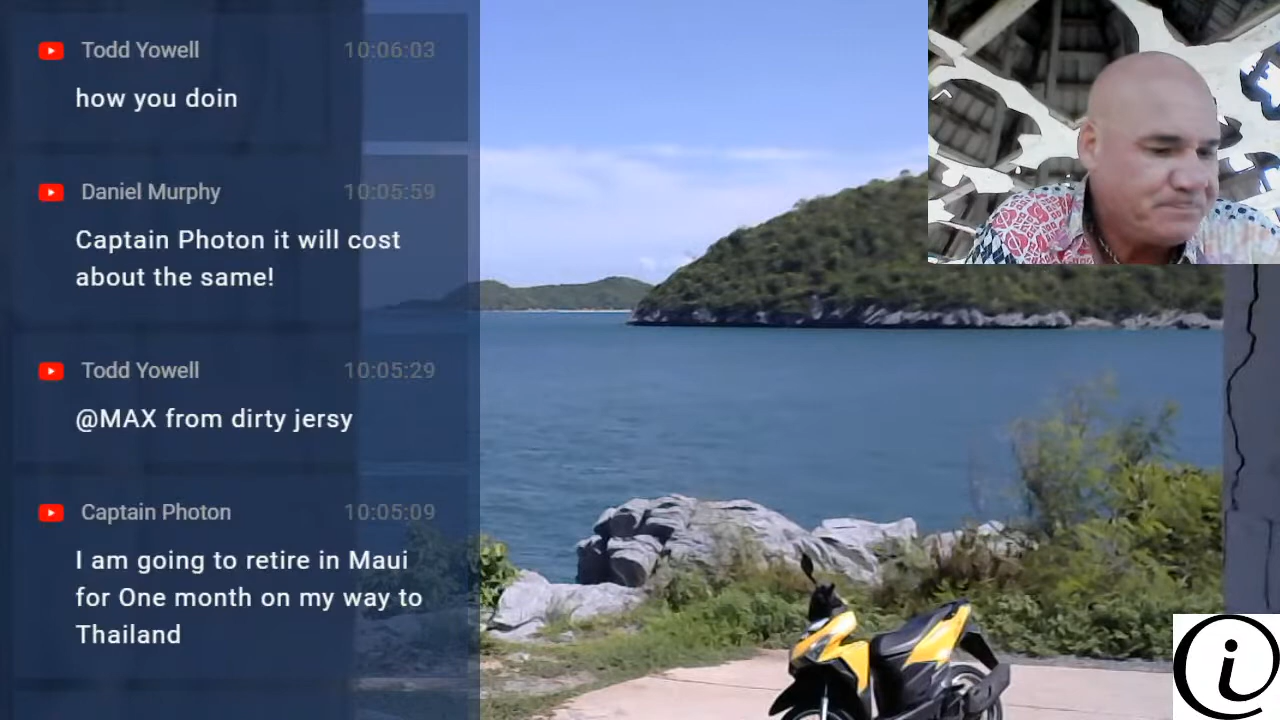 Todd Yowell 10:06:03
how you doin
Daniel Murphy 10:05:59
Captain Photon it will cost
about the same!
Todd Yowell 10:05:29
@MAX from dirty jersy
Captain Photon 10:05:09
I am going to retire in Maui
for One month on my way to
Thailand
i